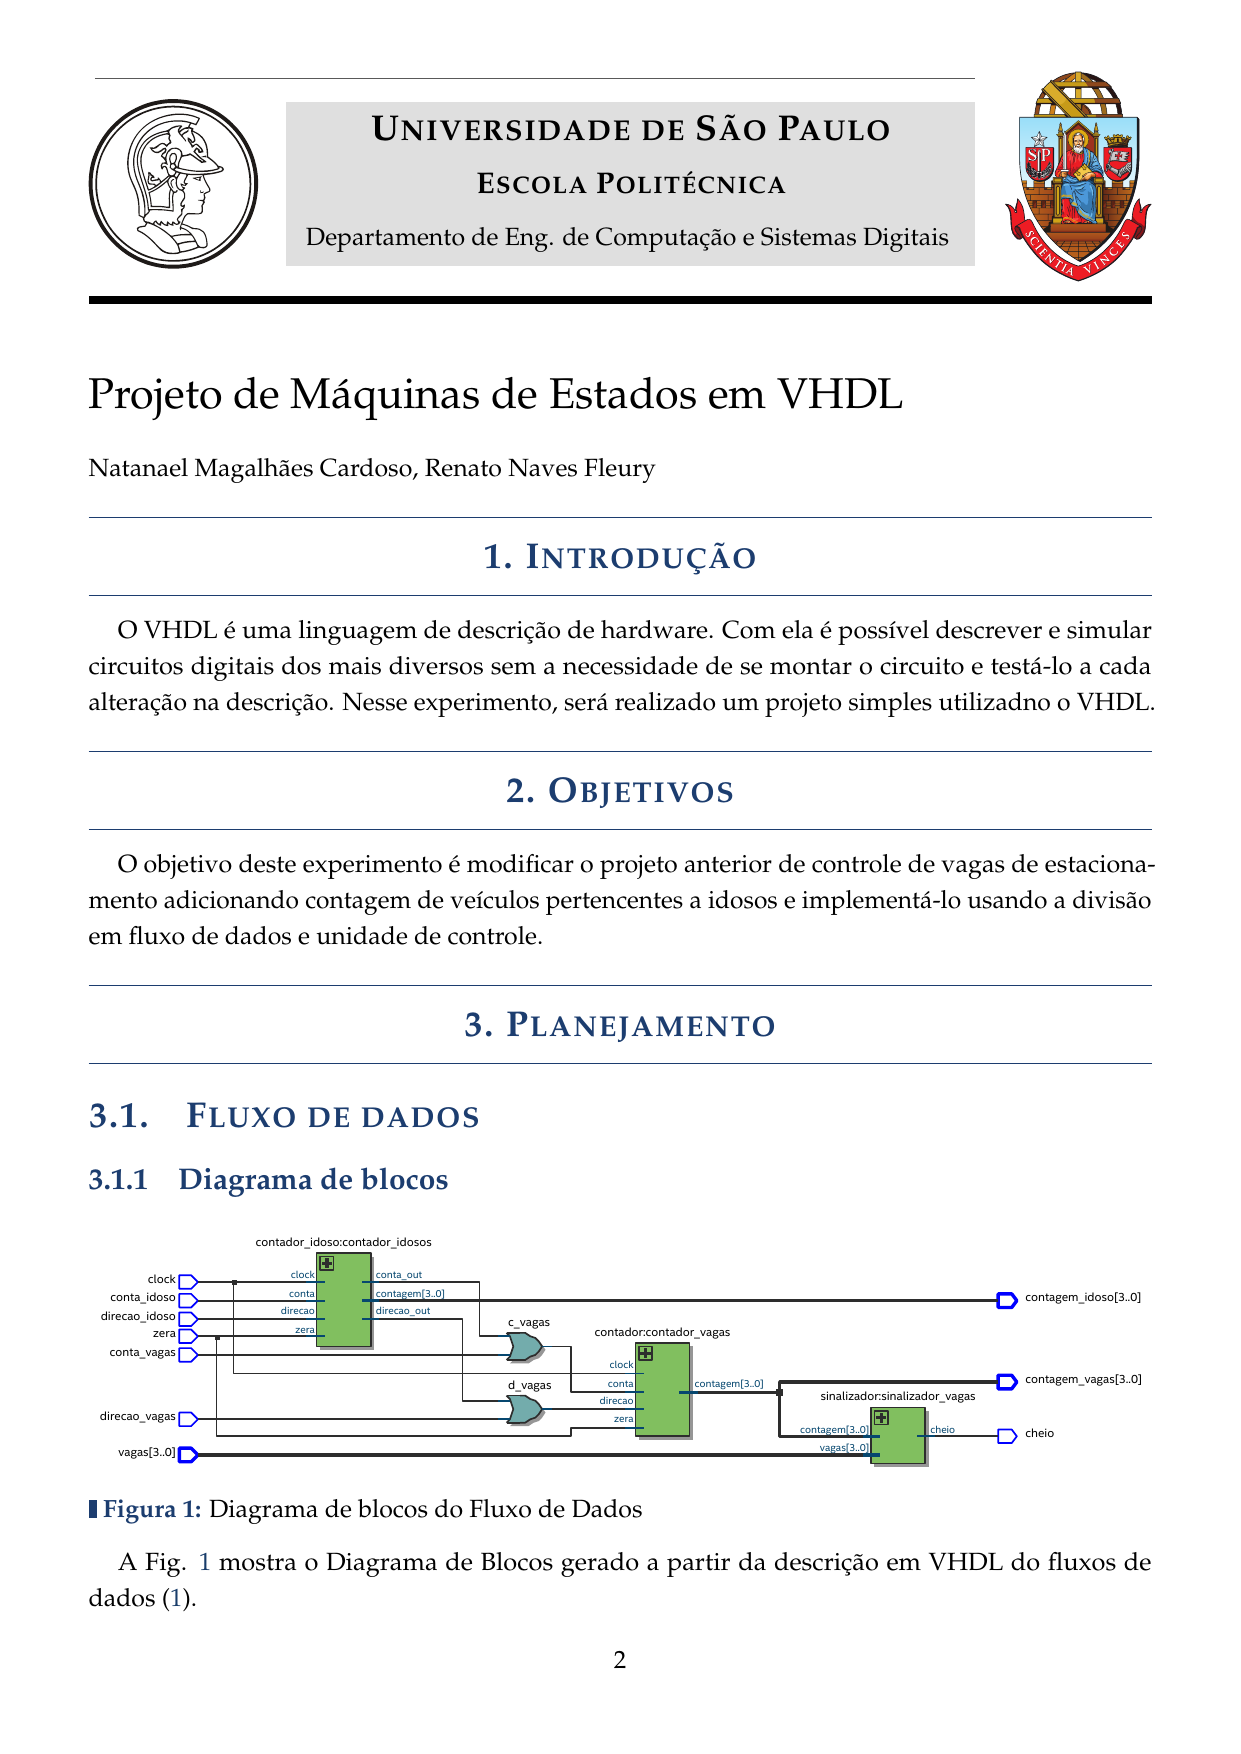 UNIVERSIDADE DE SÃO PAULO
ESCOLA POLITÉCNICA
Departamento de Eng. de Computação e Sistemas Digitais
SP
SCIENTIA VINCES
Projeto de Máquinas de Estados em VHDL
Natanael Magalhães Cardoso, Renato Naves Fleury
1. INTRODUÇÃO
O VHDL é uma linguagem de descrição de hardware. Com ela é possível descrever e simular
circuitos digitais dos mais diversos sem a necessidade de se montar o circuito e testá-lo a cada
alteração na descrição. Nesse experimento, será realizado um projeto simples utilizadno o VHDL.
2. OBJETIVOS
O objetivo deste experimento é modificar o projeto anterior de controle de vagas de estaciona-
mento adicionando contagem de veículos pertencentes a idosos e implementá-lo usando a divisão
em fluxo de dados e unidade de controle.
3. PLANEJAMENTO
3.1. FLUXO DE DADOS
3.1.1 Diagrama de blocos
contador_idoso:contador_idosos
clock
conta_idoso
direcao_idoso
zera
conta_vagas
direcao_vagas
vagas[3..0]
clock
conta
direcao
zera
conta_out
contagem[3..0]
direcao_out
c_vagas
d_vagas
contador:contador_vagas
clock
conta
direcao
zera
contagem[3..0]
sinalizador:sinalizador_vagas
contagem[3..0]
vagas[3..0]
cheio
contagem_idoso[3..0]
contagem_vagas[3..0]
cheio
Figura 1: Diagrama de blocos do Fluxo de Dados
A Fig. 1 mostra o Diagrama de Blocos gerado a partir da descrição em VHDL do fluxos de
dados (1).
2